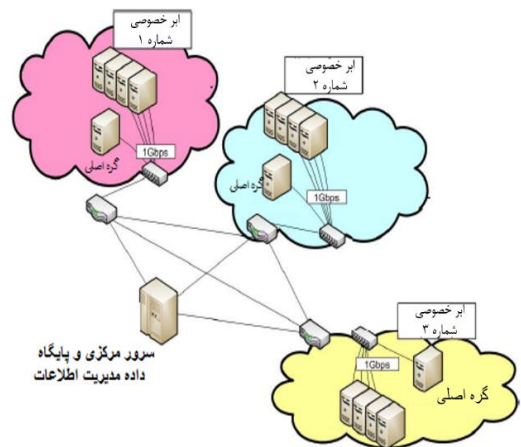 ابر خصوصی
شماره ۱
1Gbps
گره اصلی
ابر خصوصی
شماره ۲
گره اصلی
1Gbps
سرور مرکزی و پایگاه
داده مدیریت اطلاعات
ابر خصوصی
شماره ۳
1Gbps
گره اصلی